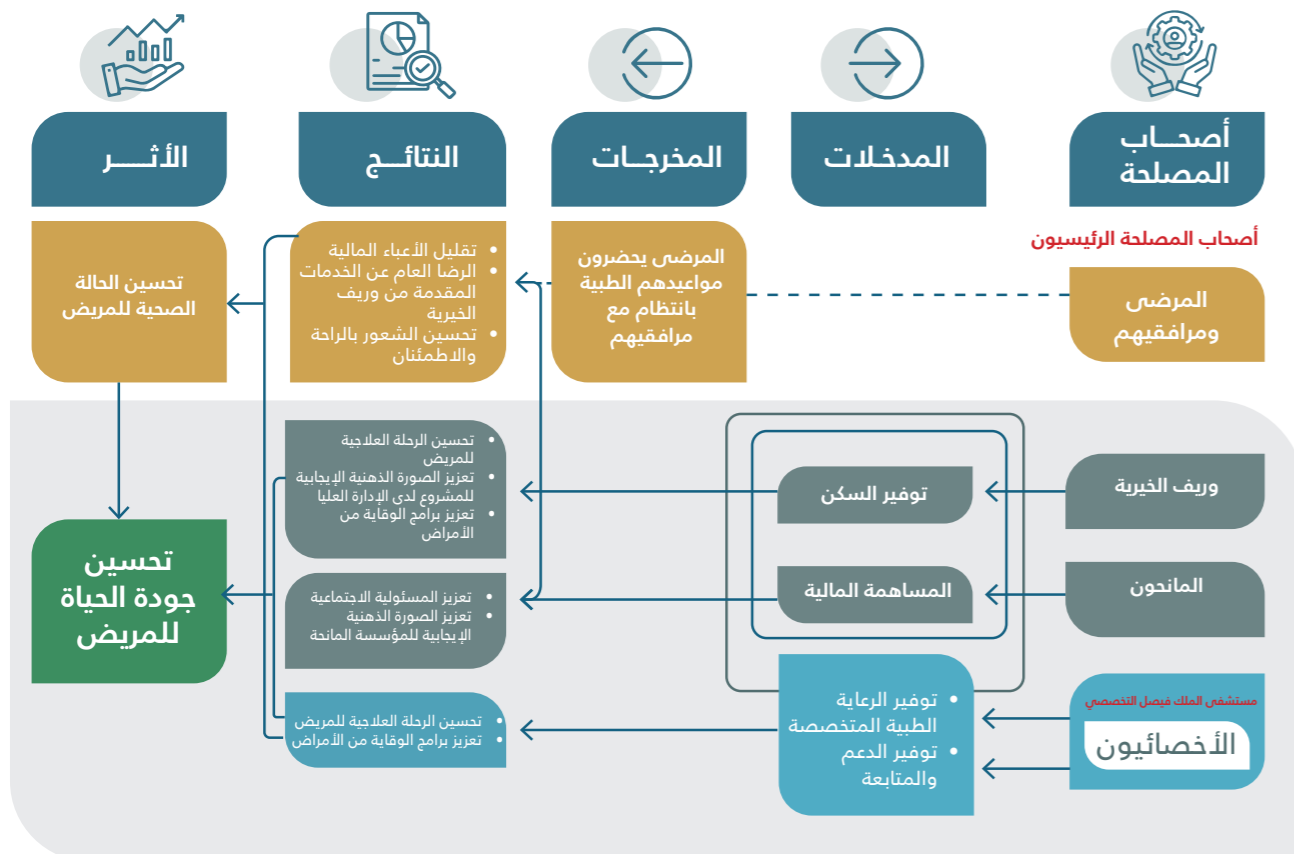 أصحـــاب
المصلحة
المدخـلات
المخرجــات
النتائــج
الأثـــــر
أصحاب المصلحة الرئيسيون
المرضى
ومرافقيهم
المرضى يحضرون
مواعيدهم الطبية
بانتظام مع
مرافقيهم
• تقليل الأعباء المالية
• الرضا العام عن الخدمات
المقدمة من وريف
الخيرية
• تحسين الشعور بالراحة
والاطمئنان
تحسين الحالة
الصحية للمريض
وريف الخيرية
توفير السكن
• تحسين الرحلة العلاجية
للمريض
• تعزيز الصورة الذهنية الإيجابية
للمشروع لدى الإدارة العليا
• تعزيز برامج الوقاية من
الأمراض
المانحون
المساهمة المالية
• تعزيز المسئولية الاجتماعية
• تعزيز الصورة الذهنية
الإيجابية للمؤسسة المانحة
تحسين
جودة الحياة
للمريض
مستشفى الملك فيصل التخصصي
الأخصائيون
• توفير الرعاية
الطبية المتخصصة
• توفير الدعم
والمتابعة
• تحسين الرحلة العلاجية للمريض
• تعزيز برامج الوقاية من الأمراض